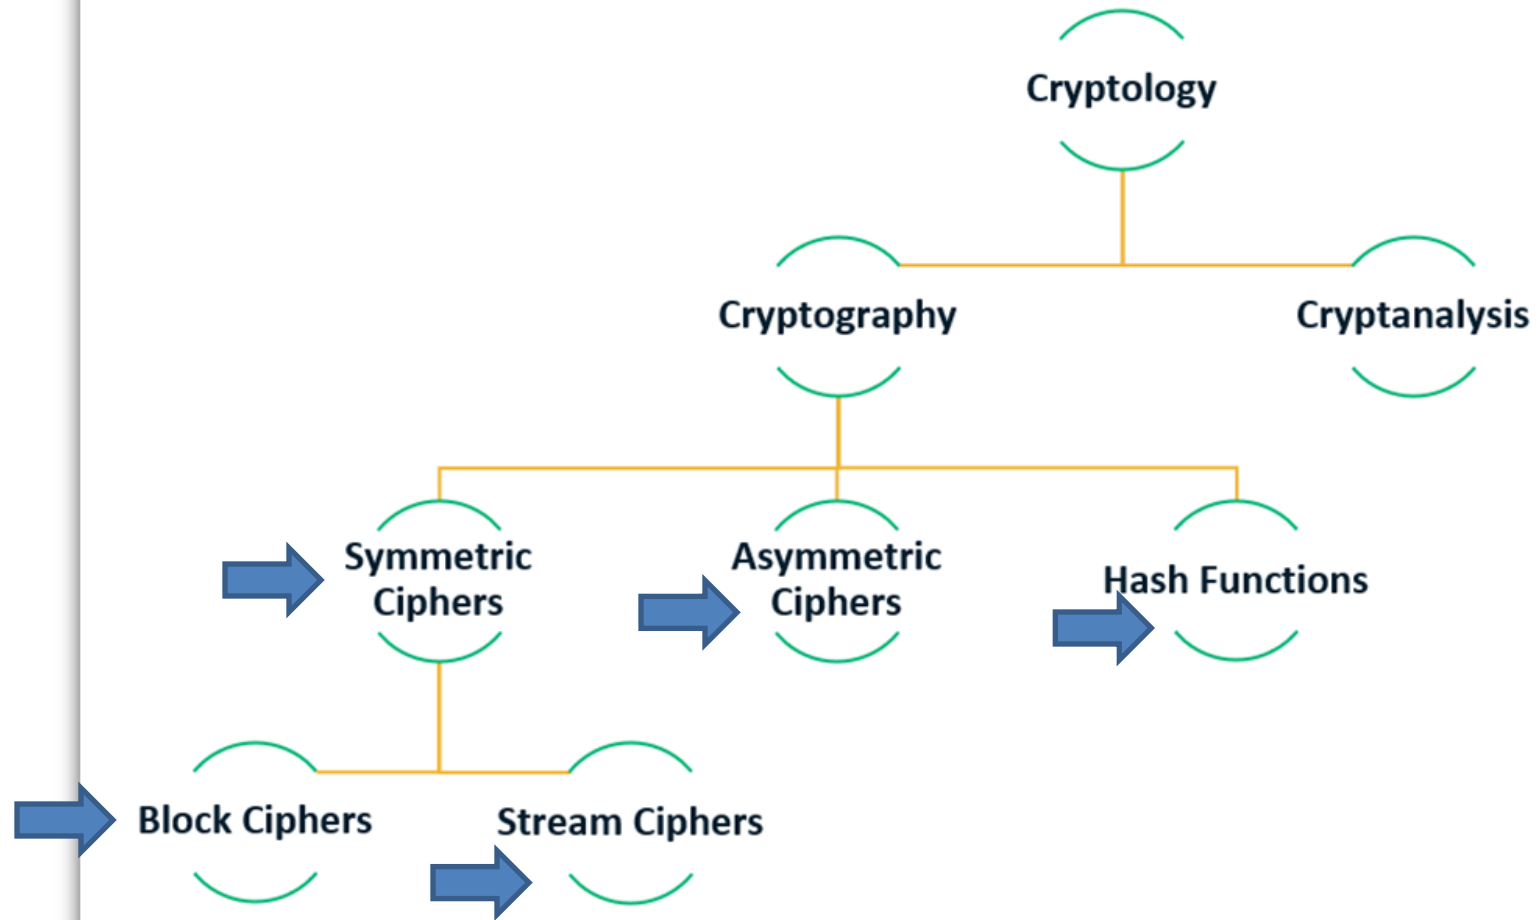 Cryptology
Cryptography
Cryptanalysis
Symmetric
Ciphers
Asymmetric
Ciphers
Hash Functions
Block Ciphers
Stream Ciphers